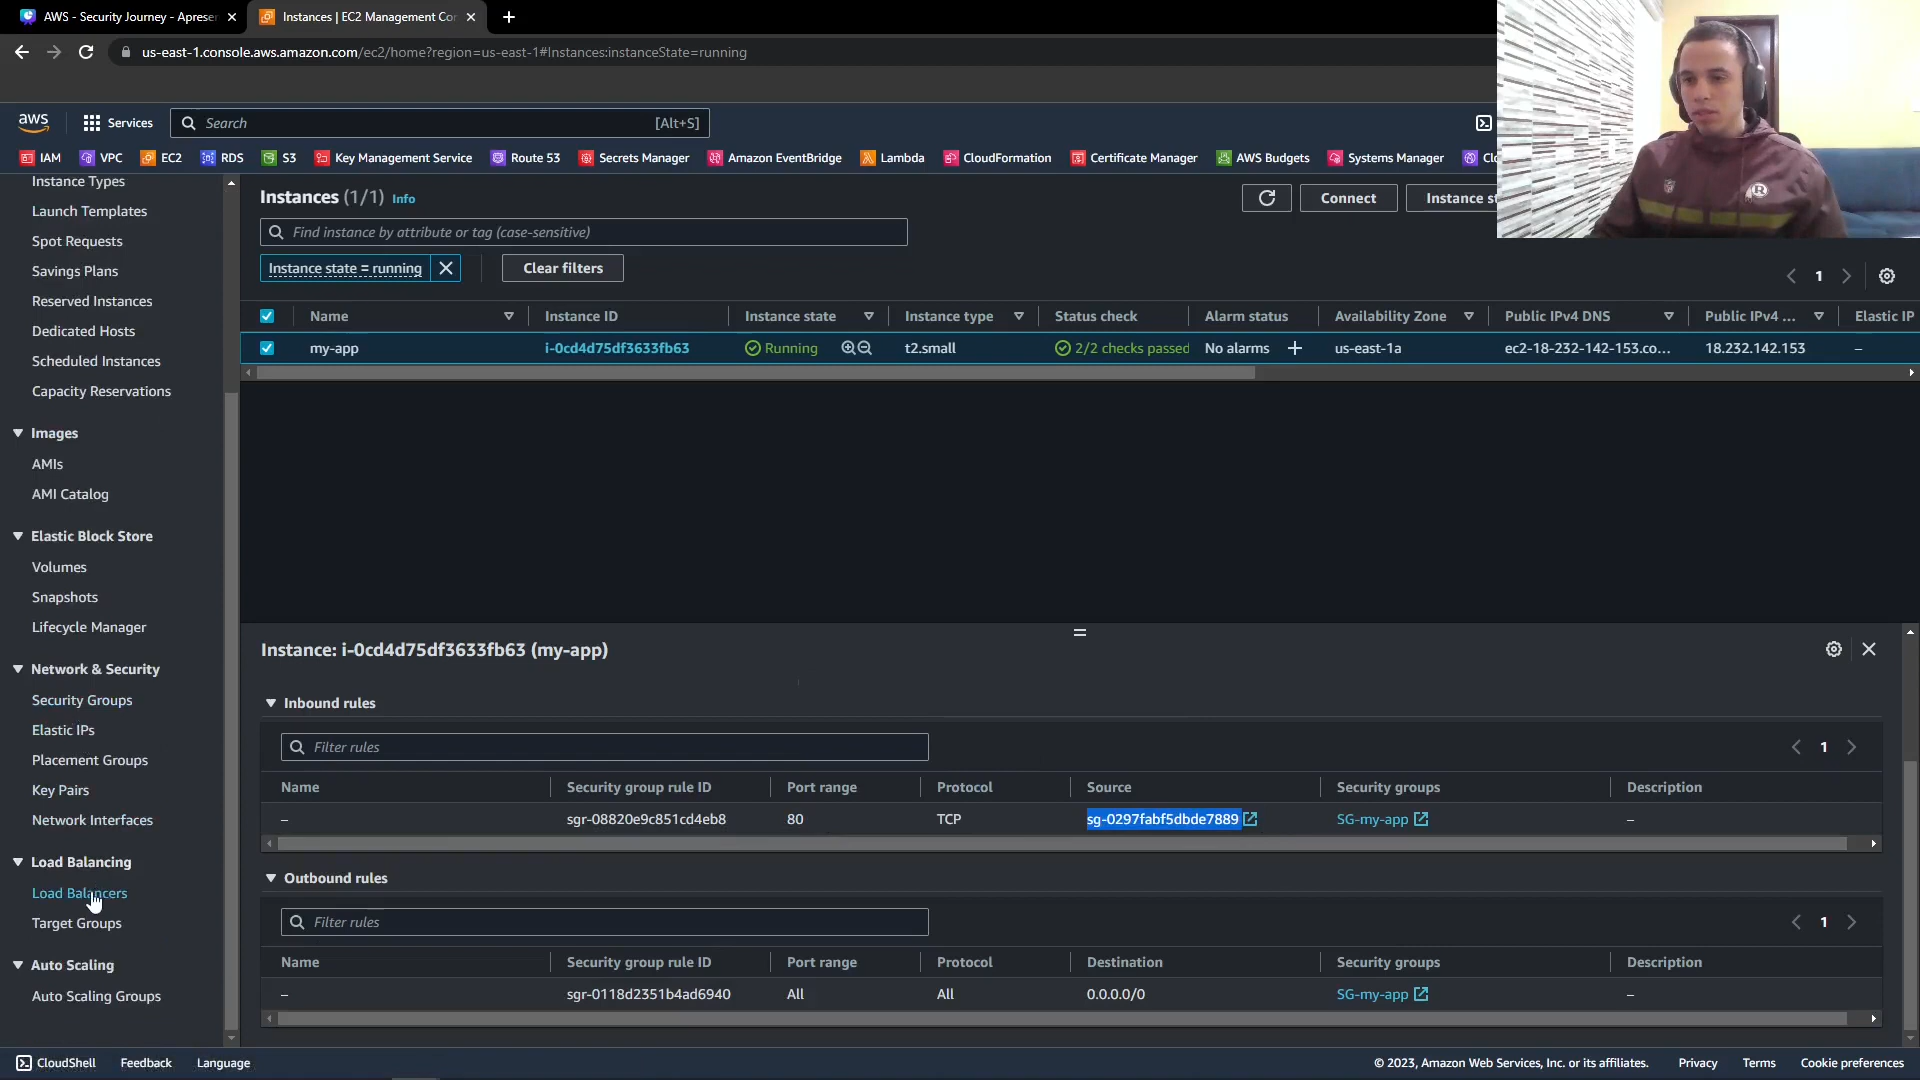 AWS - Security Journey - Apresen
Instances | EC2 Management Con
us-east-1.console.aws.amazon.com/ec2/home?region=us-east-1#Instances:instanceState=running
aws
Services
Search
[Alt+S]
IAM
VPC
EC2
RDS
S3
Key Management Service
Route 53
Secrets Manager
Amazon EventBridge
Lambda
CloudFormation
Certificate Manager
AWS Budgets
Systems Manager
Clo
Instance Types
Launch Templates
Spot Requests
Savings Plans
Reserved Instances
Dedicated Hosts
Scheduled Instances
Capacity Reservations
Images
AMIs
AMI Catalog
Elastic Block Store
Volumes
Snapshots
Lifecycle Manager
Network & Security
Security Groups
Elastic IPs
Placement Groups
Key Pairs
Network Interfaces
Load Balancing
Load Balancers
Target Groups
Auto Scaling
Auto Scaling Groups
Instances (1/1) Info
Connect
Instance st
Find instance by attribute or tag (case-sensitive)
Instance state = running
Clear filters
1
Name Instance ID Instance state Instance type Status check Alarm status Availability Zone Public IPv4 DNS Public IPv4 ... Elastic IP
my-app i-0cd4d75df3633fb63 Running t2.small 2/2 checks passed No alarms + us-east-1a ec2-18-232-142-153.co... 18.232.142.153 –
Instance: i-0cd4d75df3633fb63 (my-app)
Inbound rules
Filter rules
1
Name Security group rule ID Port range Protocol Source Security groups Description
– sgr-08820e9c851cd4eb8 80 TCP sg-0297fabf5dbde7889 SG-my-app –
Outbound rules
Filter rules
1
Name Security group rule ID Port range Protocol Destination Security groups Description
– sgr-0118d2351b4ad6940 All All 0.0.0.0/0 SG-my-app –
CloudShell
Feedback
Language
© 2023, Amazon Web Services, Inc. or its affiliates.
Privacy
Terms
Cookie preferences